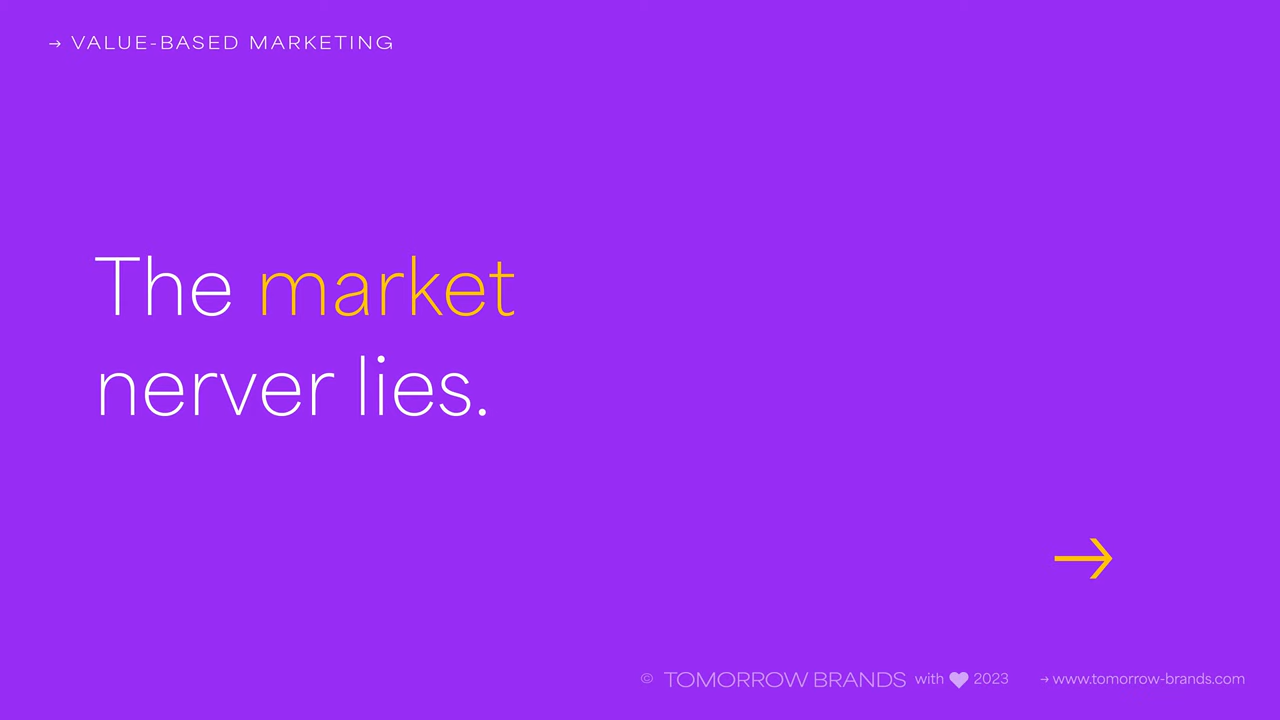 → VALUE-BASED MARKETING
The market
nerver lies.
→
© TOMORROW BRANDS with ♥ 2023 → www.tomorrow-brands.com